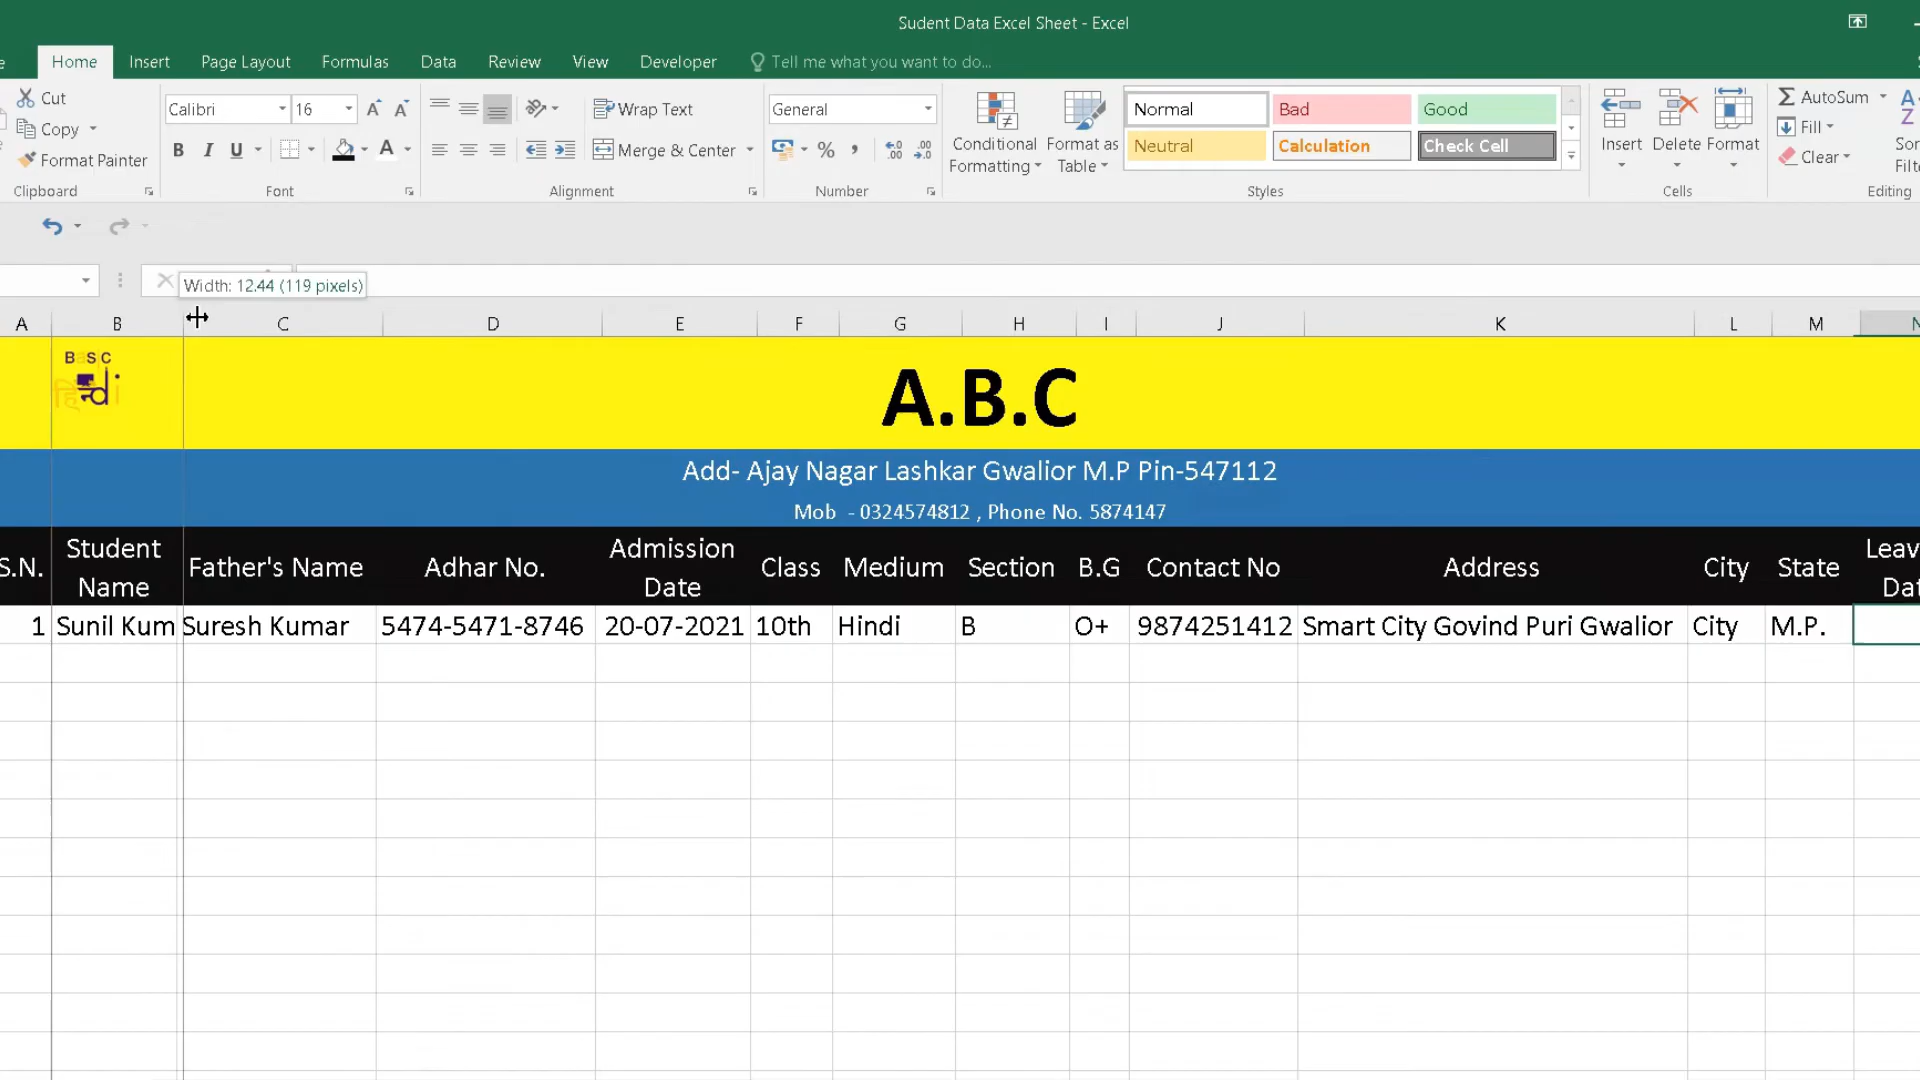 Sudent Data Excel Sheet - Excel
Home Insert Page Layout Formulas Data Review View Developer Tell me what you want to do...
Cut
Copy
Format Painter
Clipboard
Calibri 16
B I U A
Font
Wrap Text
Merge & Center
Alignment
General
% ,
Number
Conditional Formatting
Format as Table
Normal Bad Good
Neutral Calculation Check Cell
Styles
Insert Delete Format
Cells
AutoSum
Fill
Clear
Editing
Width: 12.44 (119 pixels)
A B C D E F G H I J K L M
A.B.C
Add- Ajay Nagar Lashkar Gwalior M.P Pin-547112
Mob - 0324574812 , Phone No. 5874147
S.N. Student Name Father's Name Adhar No. Admission Date Class Medium Section B.G Contact No Address City State Leav Dat
1 Sunil Kum Suresh Kumar 5474-5471-8746 20-07-2021 10th Hindi B O+ 9874251412 Smart City Govind Puri Gwalior City M.P.